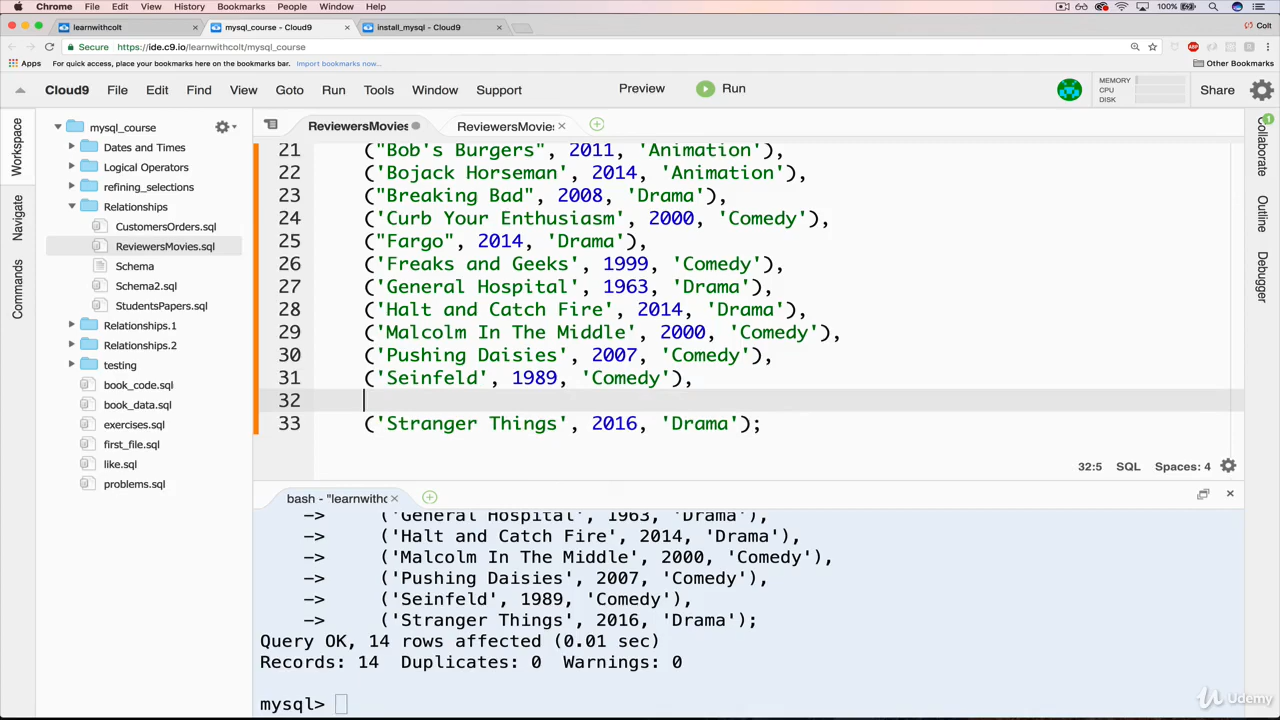 Chrome File Edit View History Bookmarks People Window Help 100% Colt
learnwithcolt mysql_course - Cloud9 install_mysql - Cloud9 Colt
Secure https://ide.c9.io/learnwithcolt/mysql_course
Apps For quick access, place your bookmarks here on the bookmarks bar. Import bookmarks now... Other Bookmarks
Cloud9 File Edit Find View Goto Run Tools Window Support Preview Run MEMORY CPU DISK Share
Workspace
Navigate
Commands
mysql_course
Dates and Times
Logical Operators
refining_selections
Relationships
CustomersOrders.sql
ReviewersMovies.sql
Schema
Schema2.sql
StudentsPapers.sql
Relationships.1
Relationships.2
testing
book_code.sql
book_data.sql
exercises.sql
first_file.sql
like.sql
problems.sql
ReviewersMovies ReviewersMovies
21 ("Bob's Burgers", 2011, 'Animation'),
22 ('Bojack Horseman', 2014, 'Animation'),
23 ("Breaking Bad", 2008, 'Drama'),
24 ('Curb Your Enthusiasm', 2000, 'Comedy'),
25 ("Fargo", 2014, 'Drama'),
26 ('Freaks and Geeks', 1999, 'Comedy'),
27 ('General Hospital', 1963, 'Drama'),
28 ('Halt and Catch Fire', 2014, 'Drama'),
29 ('Malcolm In The Middle', 2000, 'Comedy'),
30 ('Pushing Daisies', 2007, 'Comedy'),
31 ('Seinfeld', 1989, 'Comedy'),
32
33 ('Stranger Things', 2016, 'Drama');
32:5 SQL Spaces: 4
Collaborate 1
Outline
Debugger
bash - "learnwithc
-> ('General Hospital', 1963, 'Drama'),
-> ('Halt and Catch Fire', 2014, 'Drama'),
-> ('Malcolm In The Middle', 2000, 'Comedy'),
-> ('Pushing Daisies', 2007, 'Comedy'),
-> ('Seinfeld', 1989, 'Comedy'),
-> ('Stranger Things', 2016, 'Drama');
Query OK, 14 rows affected (0.01 sec)
Records: 14 Duplicates: 0 Warnings: 0
mysql>
Udemy